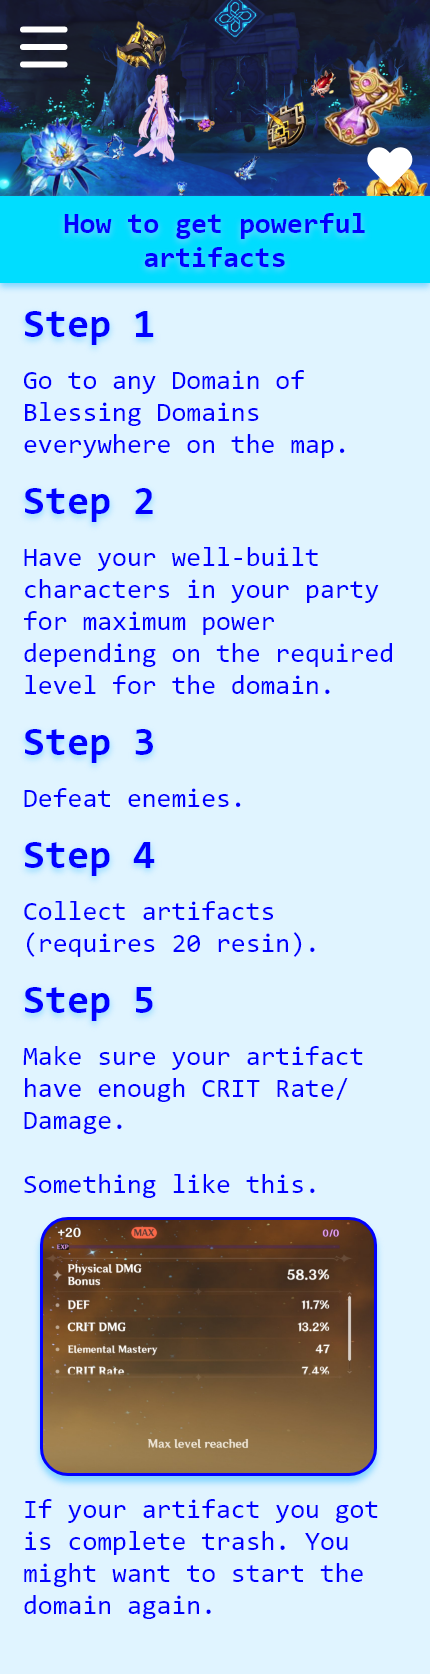 How to get powerful
artifacts
Step 1
Go to any Domain of
Blessing Domains
everywhere on the map.
Step 2
Have your well-built
characters in your party
for maximum power
depending on the required
level for the domain.
Step 3
Defeat enemies.
Step 4
Collect artifacts
(requires 20 resin).
Step 5
Make sure your artifact
have enough CRIT Rate/
Damage.
Something like this.
+20 MAX 0/0
EXP
Physical DMG
Bonus 58.3%
DEF 11.7%
CRIT DMG 13.2%
Elemental Mastery 47
CRIT Rate 7.4%
Max level reached
If your artifact you got
is complete trash. You
might want to start the
domain again.